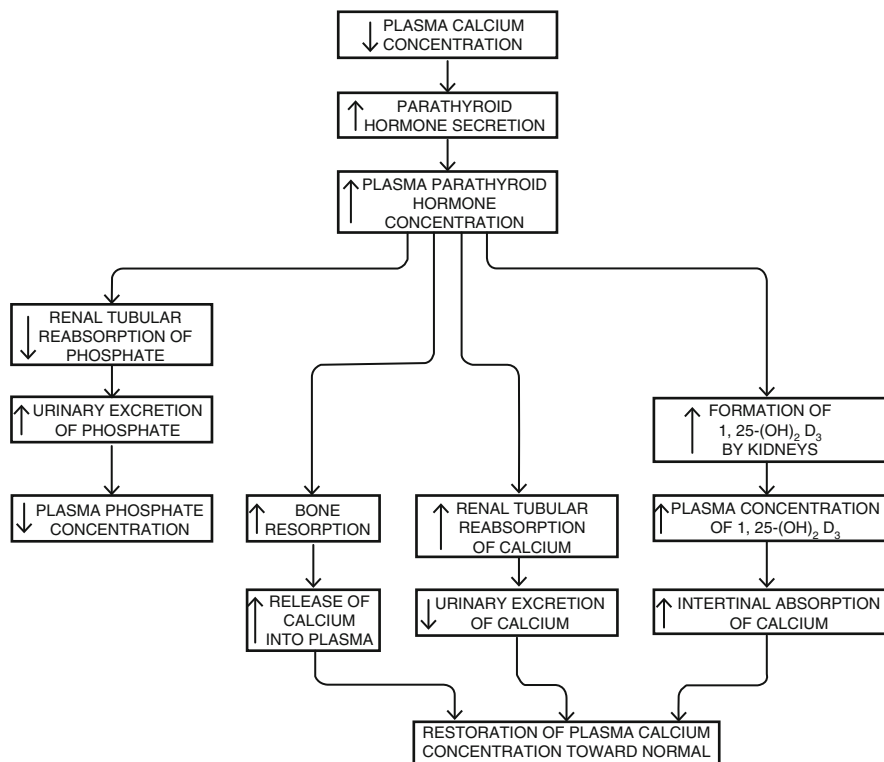 PLASMA CALCIUM
CONCENTRATION
PARATHYROID
HORMONE SECRETION
PLASMA PARATHYROID
HORMONE
CONCENTRATION
RENAL TUBULAR
REABSORPTION OF
PHOSPHATE
URINARY EXCRETION
OF PHOSPHATE
PLASMA PHOSPHATE
CONCENTRATION
BONE
RESORPTION
RELEASE OF
CALCIUM
INTO PLASMA
RENAL TUBULAR
REABSORPTION
OF CALCIUM
URINARY EXCRETION
OF CALCIUM
FORMATION OF
1, 25-(OH)₂ D₃
BY KIDNEYS
PLASMA CONCENTRATION
OF 1, 25-(OH)₂ D₃
INTERTINAL ABSORPTION
OF CALCIUM
RESTORATION OF PLASMA CALCIUM
CONCENTRATION TOWARD NORMAL